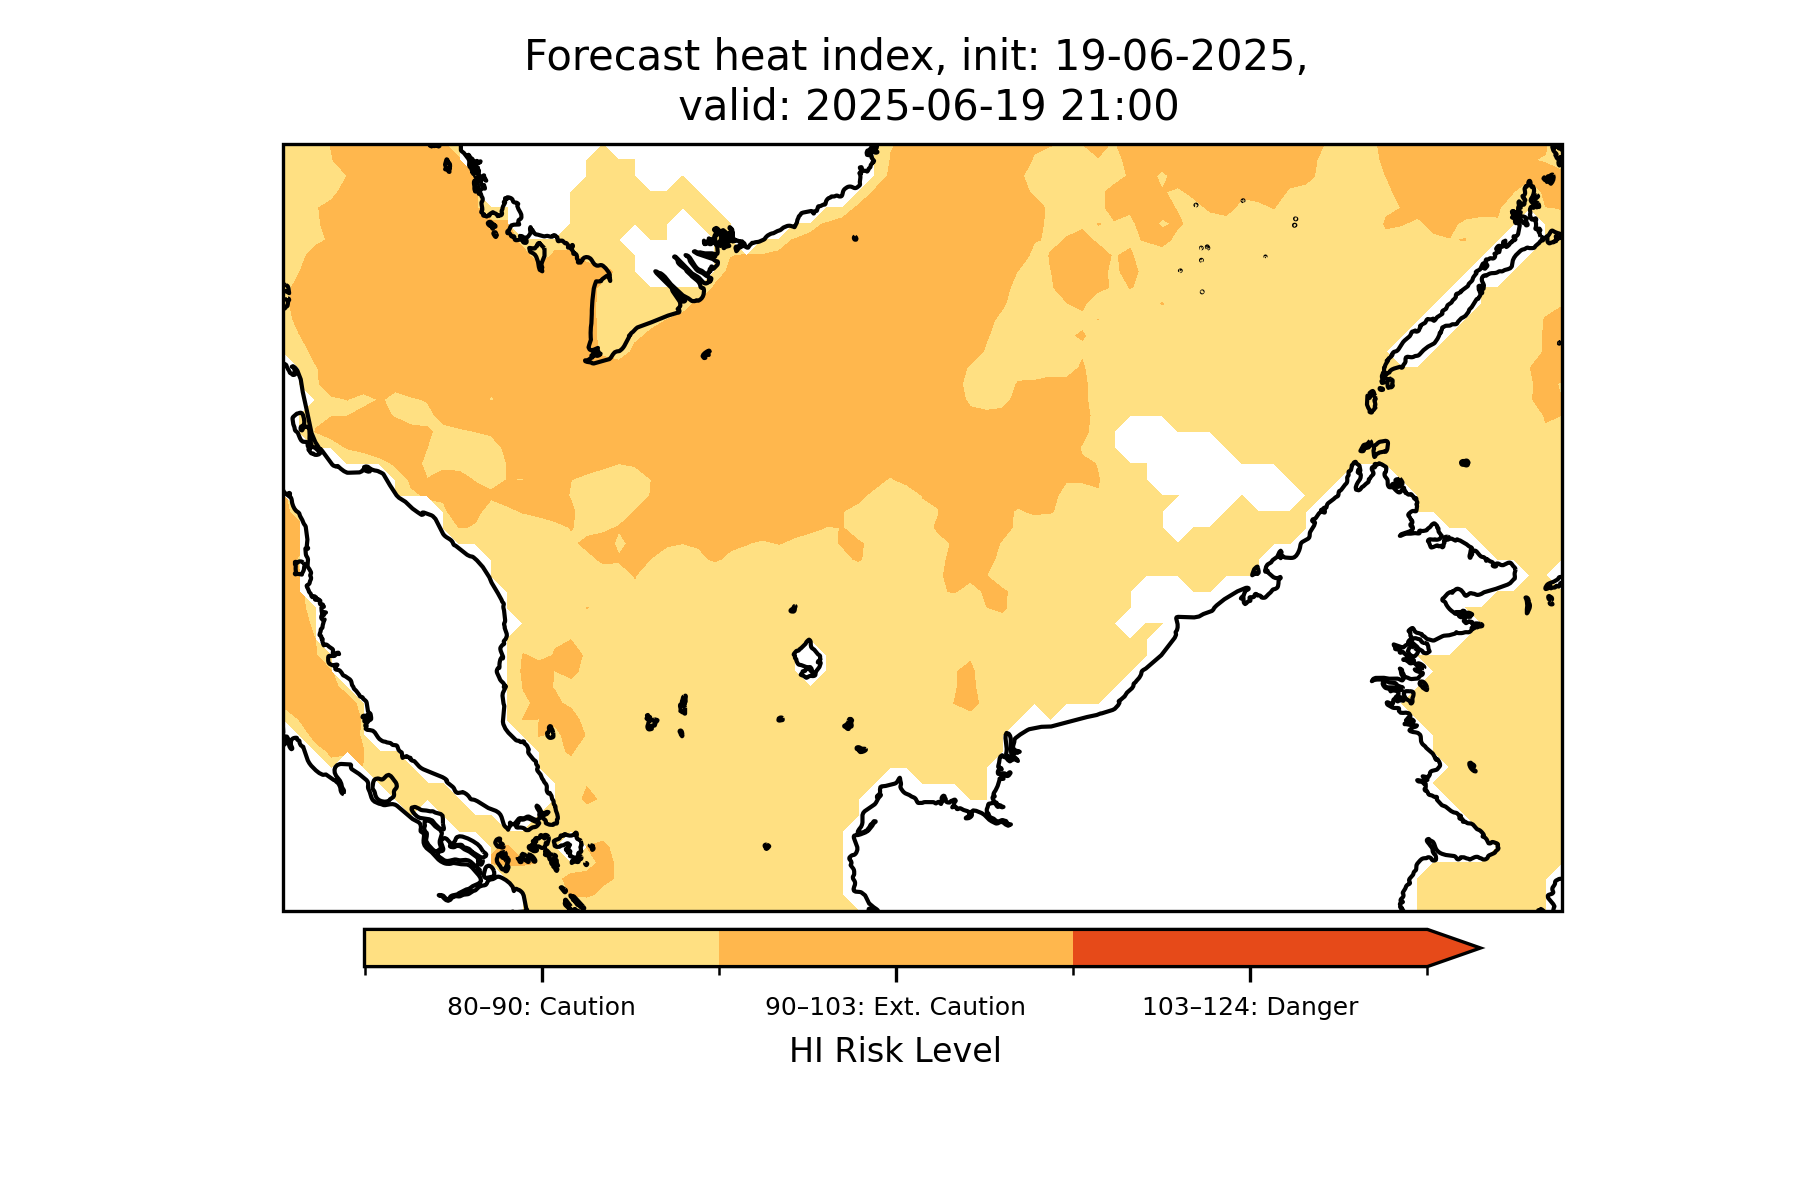 Forecast heat index, init: 19-06-2025,
valid: 2025-06-19 21:00
80–90: Caution
90–103: Ext. Caution
103–124: Danger
HI Risk Level